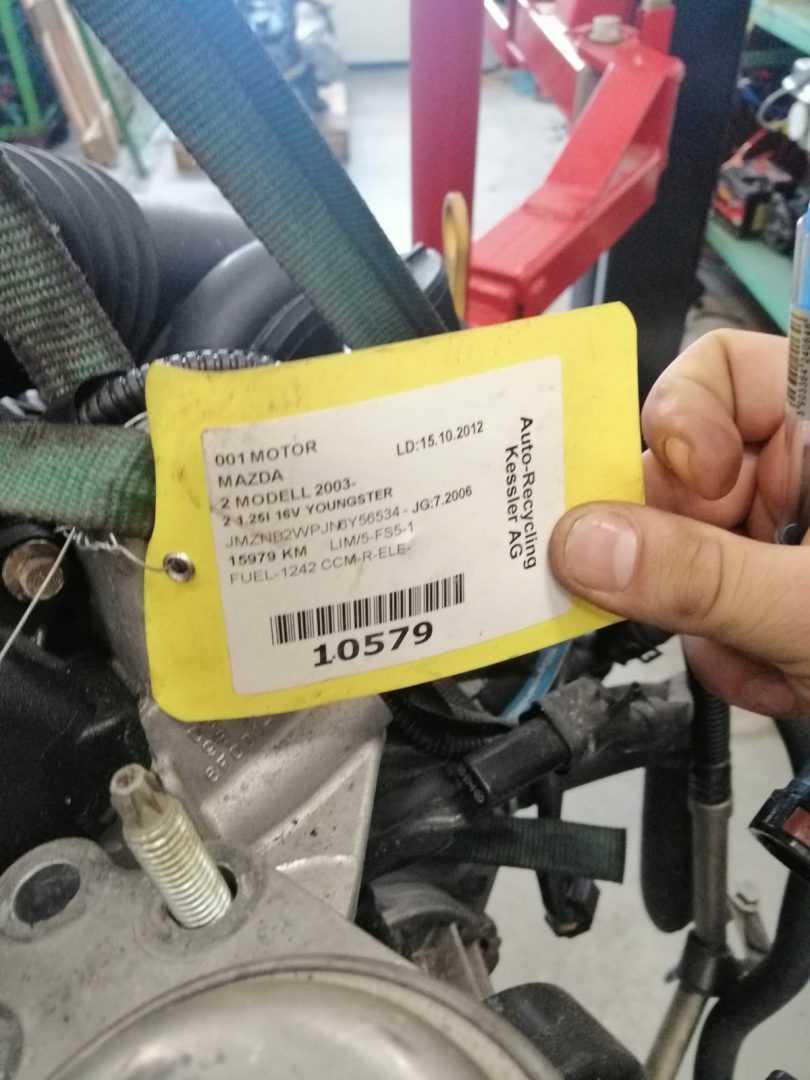 001 MOTOR
LD:15.10.2012
MAZDA
2 MODELL 2003-
2 1.25I 16V YOUNGSTER
- JG:7.2006
15979 KM LIM/5-FS5-1
FUEL-1242 CCM-R-ELE-
10579
Auto-Recycling
Kessler AG